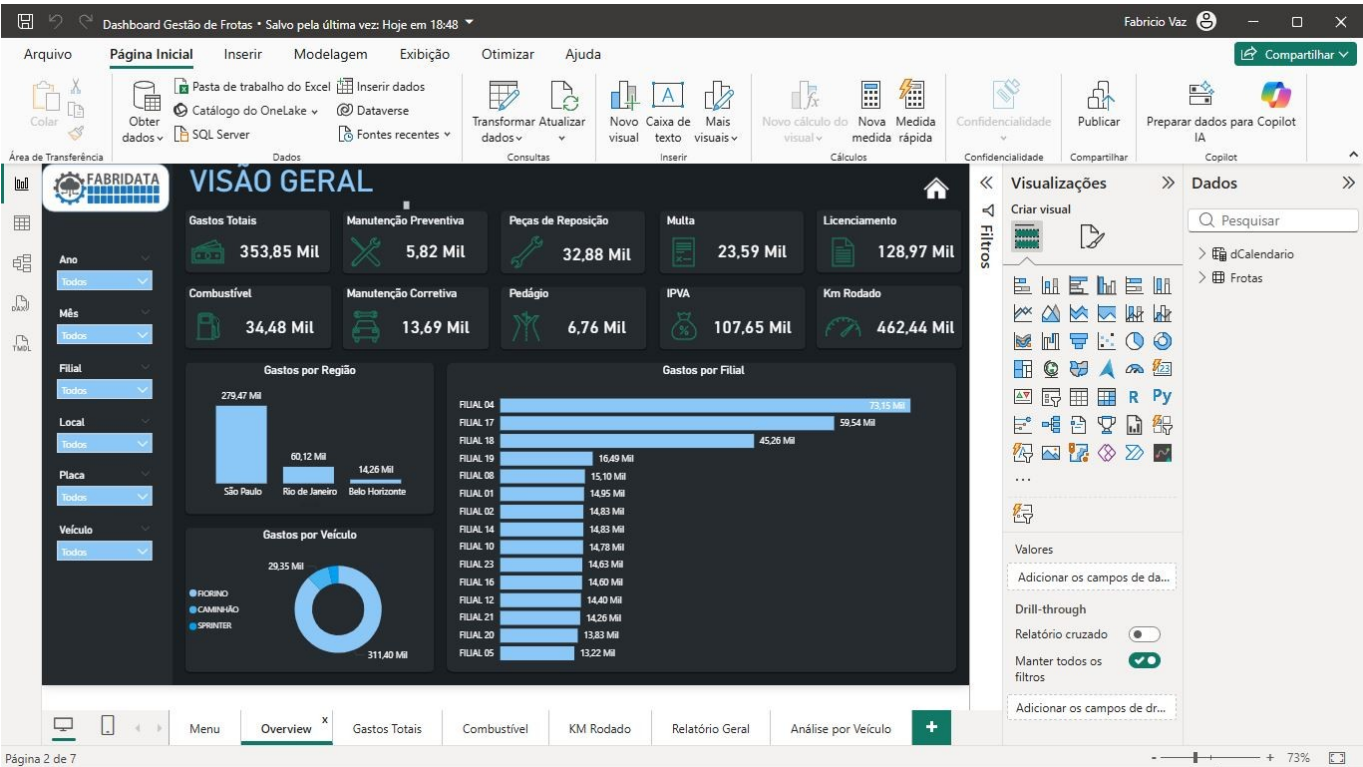 Dashboard Gestão de Frotas • Salvo pela última vez: Hoje em 18:48
Fabricio Vaz
Arquivo Página Inicial Inserir Modelagem Exibição Otimizar Ajuda
Compartilhar
Colar
Obter dados
Pasta de trabalho do Excel
Catálogo do OneLake
SQL Server
Inserir dados
Dataverse
Fontes recentes
Transformar dados
Atualizar
Novo visual
Caixa de texto
Mais visuais
Novo cálculo do visual
Nova medida
Medida rápida
Confidencialidade
Publicar
Preparar dados para IA
Copilot
Área de Transferência Dados Consultas Inserir Cálculos Confidencialidade Compartilhar Copilot
FABRIDATA
VISÃO GERAL
Ano
Todos
Mês
Todos
Filial
Todos
Local
Todos
Placa
Todos
Veículo
Todos
Gastos Totais
353,85 Mil
Manutenção Preventiva
5,82 Mil
Peças de Reposição
32,88 Mil
Multa
23,59 Mil
Licenciamento
128,97 Mil
Combustível
34,48 Mil
Manutenção Corretiva
13,69 Mil
Pedágio
6,76 Mil
IPVA
107,65 Mil
Km Rodado
462,44 Mil
Gastos por Região
279,47 Mil
60,12 Mil
14,26 Mil
São Paulo Rio de Janeiro Belo Horizonte
Gastos por Veículo
29,35 Mil
FIORINO
CAMINHÃO
SPRINTER
311,40 Mil
Gastos por Filial
FILIAL 04 73,15 Mil
FILIAL 17 59,54 Mil
FILIAL 18 45,26 Mil
FILIAL 19 16,49 Mil
FILIAL 08 15,10 Mil
FILIAL 01 14,95 Mil
FILIAL 02 14,83 Mil
FILIAL 14 14,83 Mil
FILIAL 10 14,78 Mil
FILIAL 23 14,63 Mil
FILIAL 16 14,60 Mil
FILIAL 12 14,40 Mil
FILIAL 21 14,26 Mil
FILIAL 20 13,83 Mil
FILIAL 05 13,22 Mil
Filtros
Visualizações
Criar visual
123
R Py
...
Valores
Adicionar os campos de da...
Drill-through
Relatório cruzado
Manter todos os
filtros
Adicionar os campos de dr...
Dados
Pesquisar
dCalendario
Frotas
DAX
TMDL
Menu Overview x Gastos Totais Combustível KM Rodado Relatório Geral Análise por Veículo +
Página 2 de 7
- + 73%